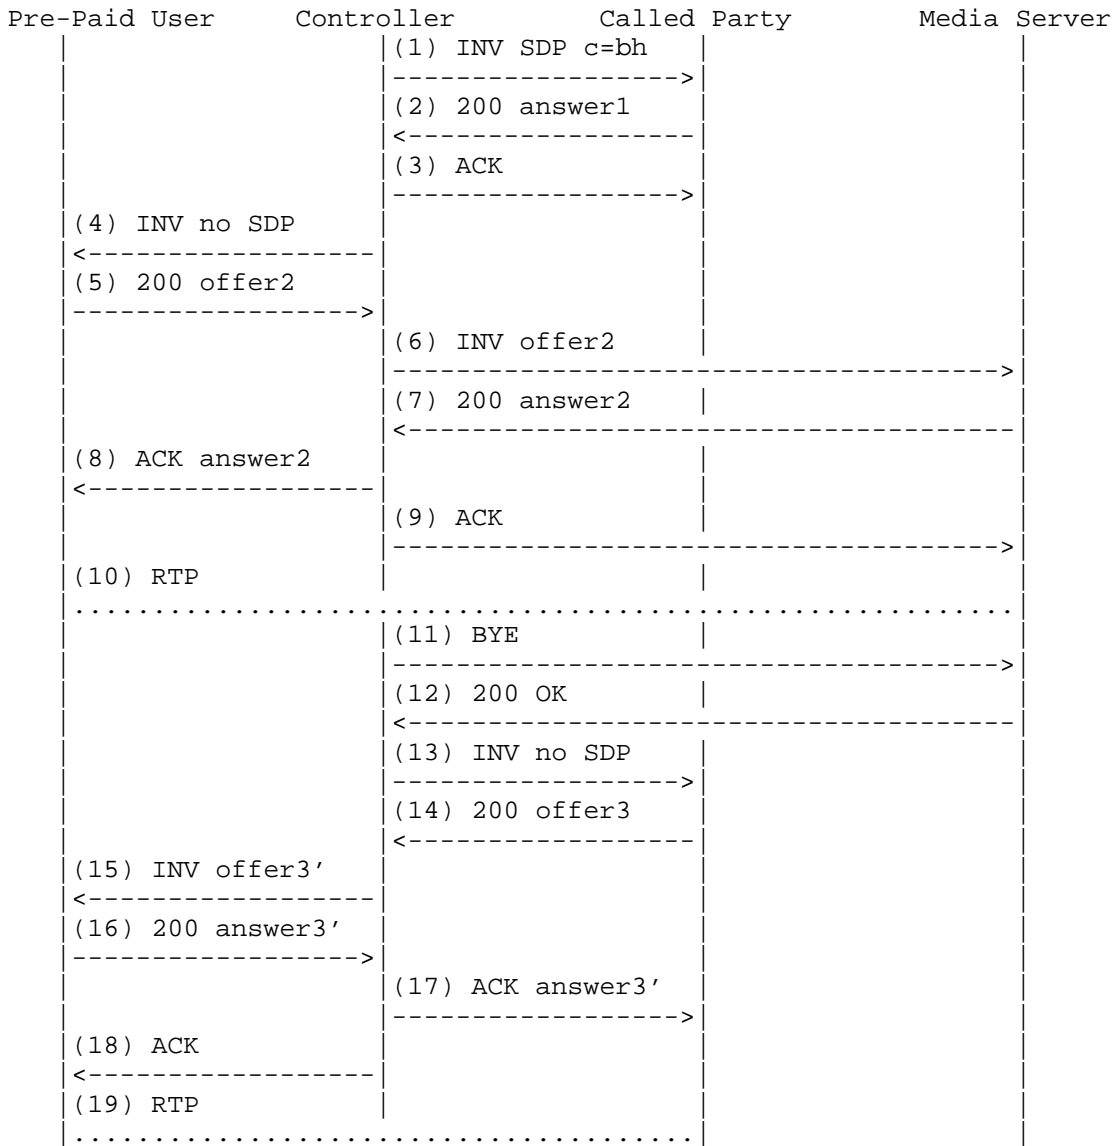 Pre-Paid User Controller Called Party Media Server
(1) INV SDP c=bh
(2) 200 answer1
(3) ACK
(4) INV no SDP
(5) 200 offer2
(6) INV offer2
(7) 200 answer2
(8) ACK answer2
(9) ACK
(10) RTP
(11) BYE
(12) 200 OK
(13) INV no SDP
(14) 200 offer3
(15) INV offer3’
(16) 200 answer3’
(17) ACK answer3’
(18) ACK
(19) RTP